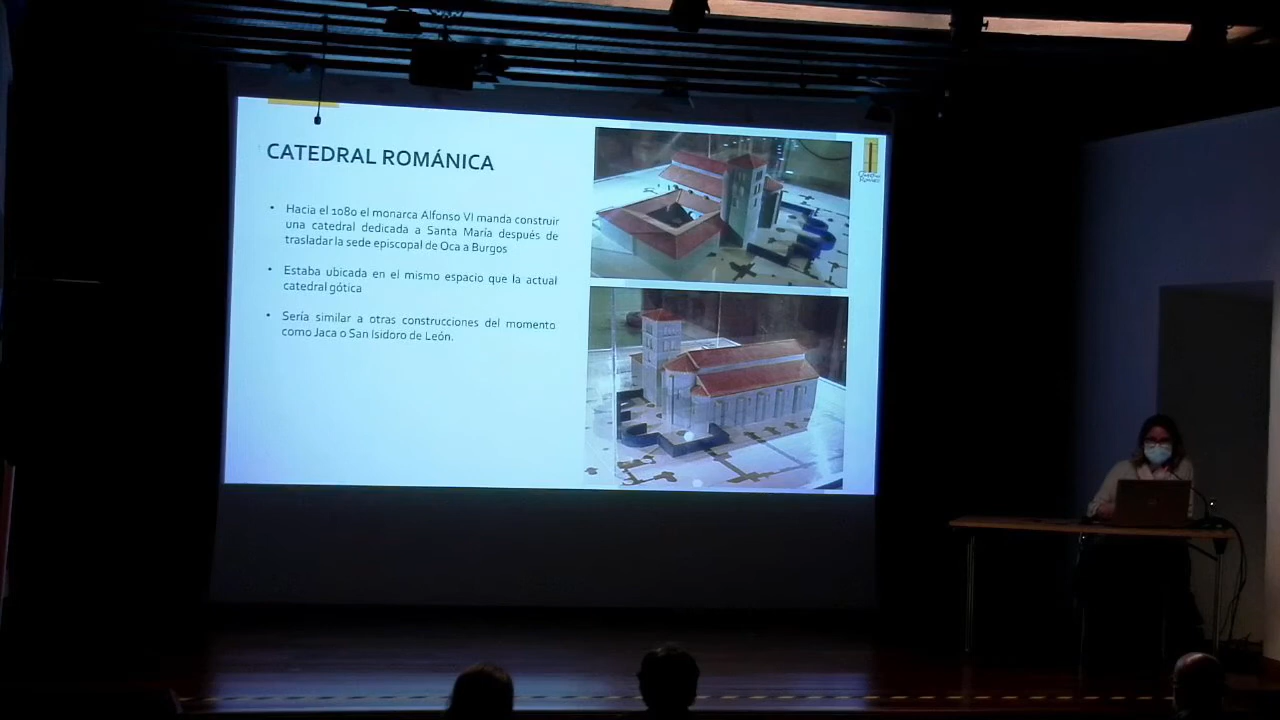 CATEDRAL ROMÁNICA
• Hacia el 1080 el monarca Alfonso VI manda construir
una catedral dedicada a Santa María después de
trasladar la sede episcopal de Oca a Burgos
• Estaba ubicada en el mismo espacio que la actual
catedral gótica
• Sería similar a otras construcciones del momento
como Jaca o San Isidoro de León.